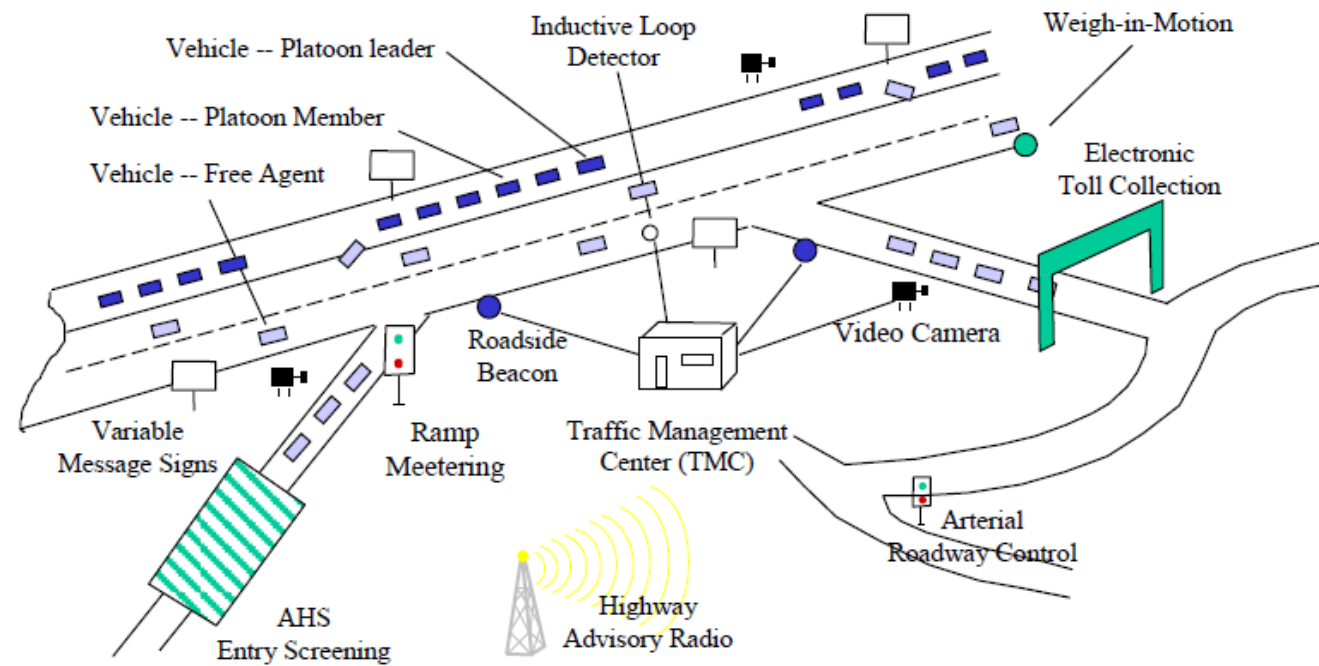 Vehicle -- Platoon leader
Inductive Loop
Detector
Weigh-in-Motion
Vehicle -- Platoon Member
Vehicle -- Free Agent
Electronic
Toll Collection
Roadside
Beacon
Video Camera
Variable
Message Signs
Ramp
Meetering
Traffic Management
Center (TMC)
Arterial
Roadway Control
AHS
Entry Screening
Highway
Advisory Radio